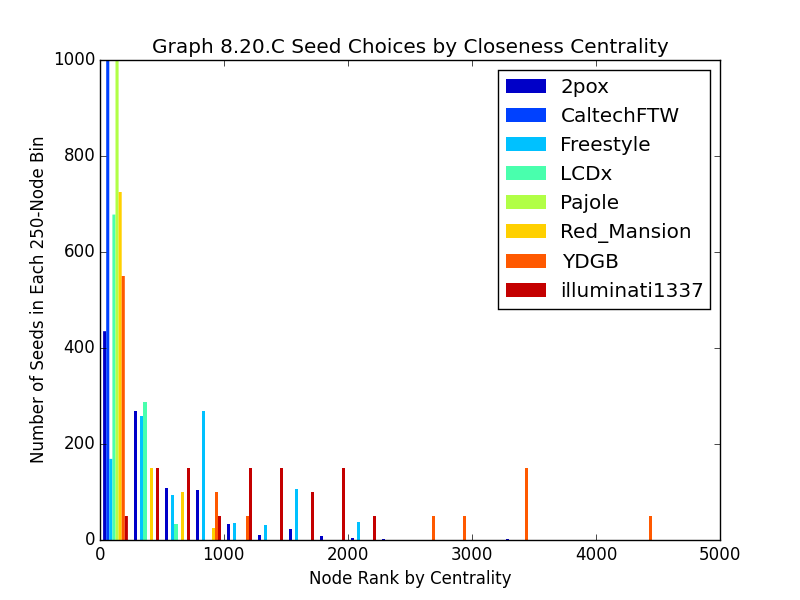 Graph 8.20.C Seed Choices by Closeness Centrality
Number of Seeds in Each 250-Node Bin
1000
800
600
400
200
0
2pox
CaltechFTW
Freestyle
LCDx
Pajole
Red_Mansion
YDGB
illuminati1337
0 1000 2000 3000 4000 5000
Node Rank by Centrality